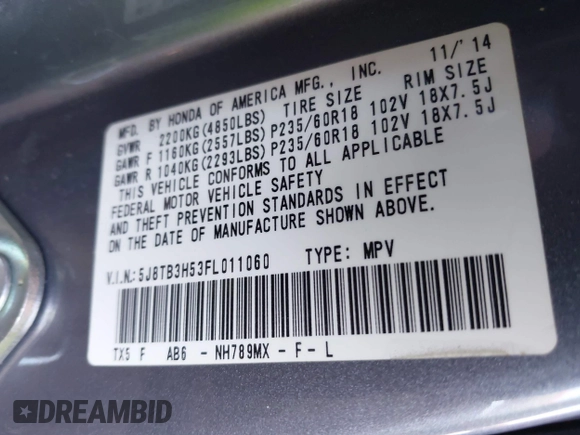 MFD. BY HONDA OF AMERICA MFG., INC. 11/'14
GVWR 2200KG(4850LBS) TIRE SIZE RIM SIZE
GAWR F 1160KG(2557LBS) P235/60R18 102V 18X7.5J
GAWR R 1040KG(2293LBS) P235/60R18 102V 18X7.5J
THIS VEHICLE CONFORMS TO ALL APPLICABLE
FEDERAL MOTOR VEHICLE SAFETY
AND THEFT PREVENTION STANDARDS IN EFFECT
ON THE DATE OF MANUFACTURE SHOWN ABOVE.
V.I.N.:5J8TB3H53FL011060 TYPE: MPV
TX5 F AB6 - NH789MX - F - L
DREAMBID